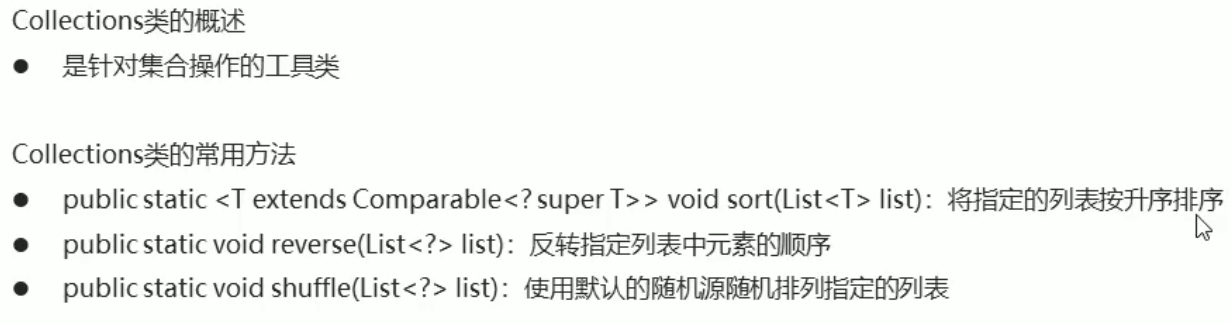 Collections类的概述
● 是针对集合操作的工具类
Collections类的常用方法
● public static <T extends Comparable<? super T>> void sort(List<T> list)：将指定的列表按升序排序
● public static void reverse(List<?> list)：反转指定列表中元素的顺序
● public static void shuffle(List<?> list)：使用默认的随机源随机排列指定的列表